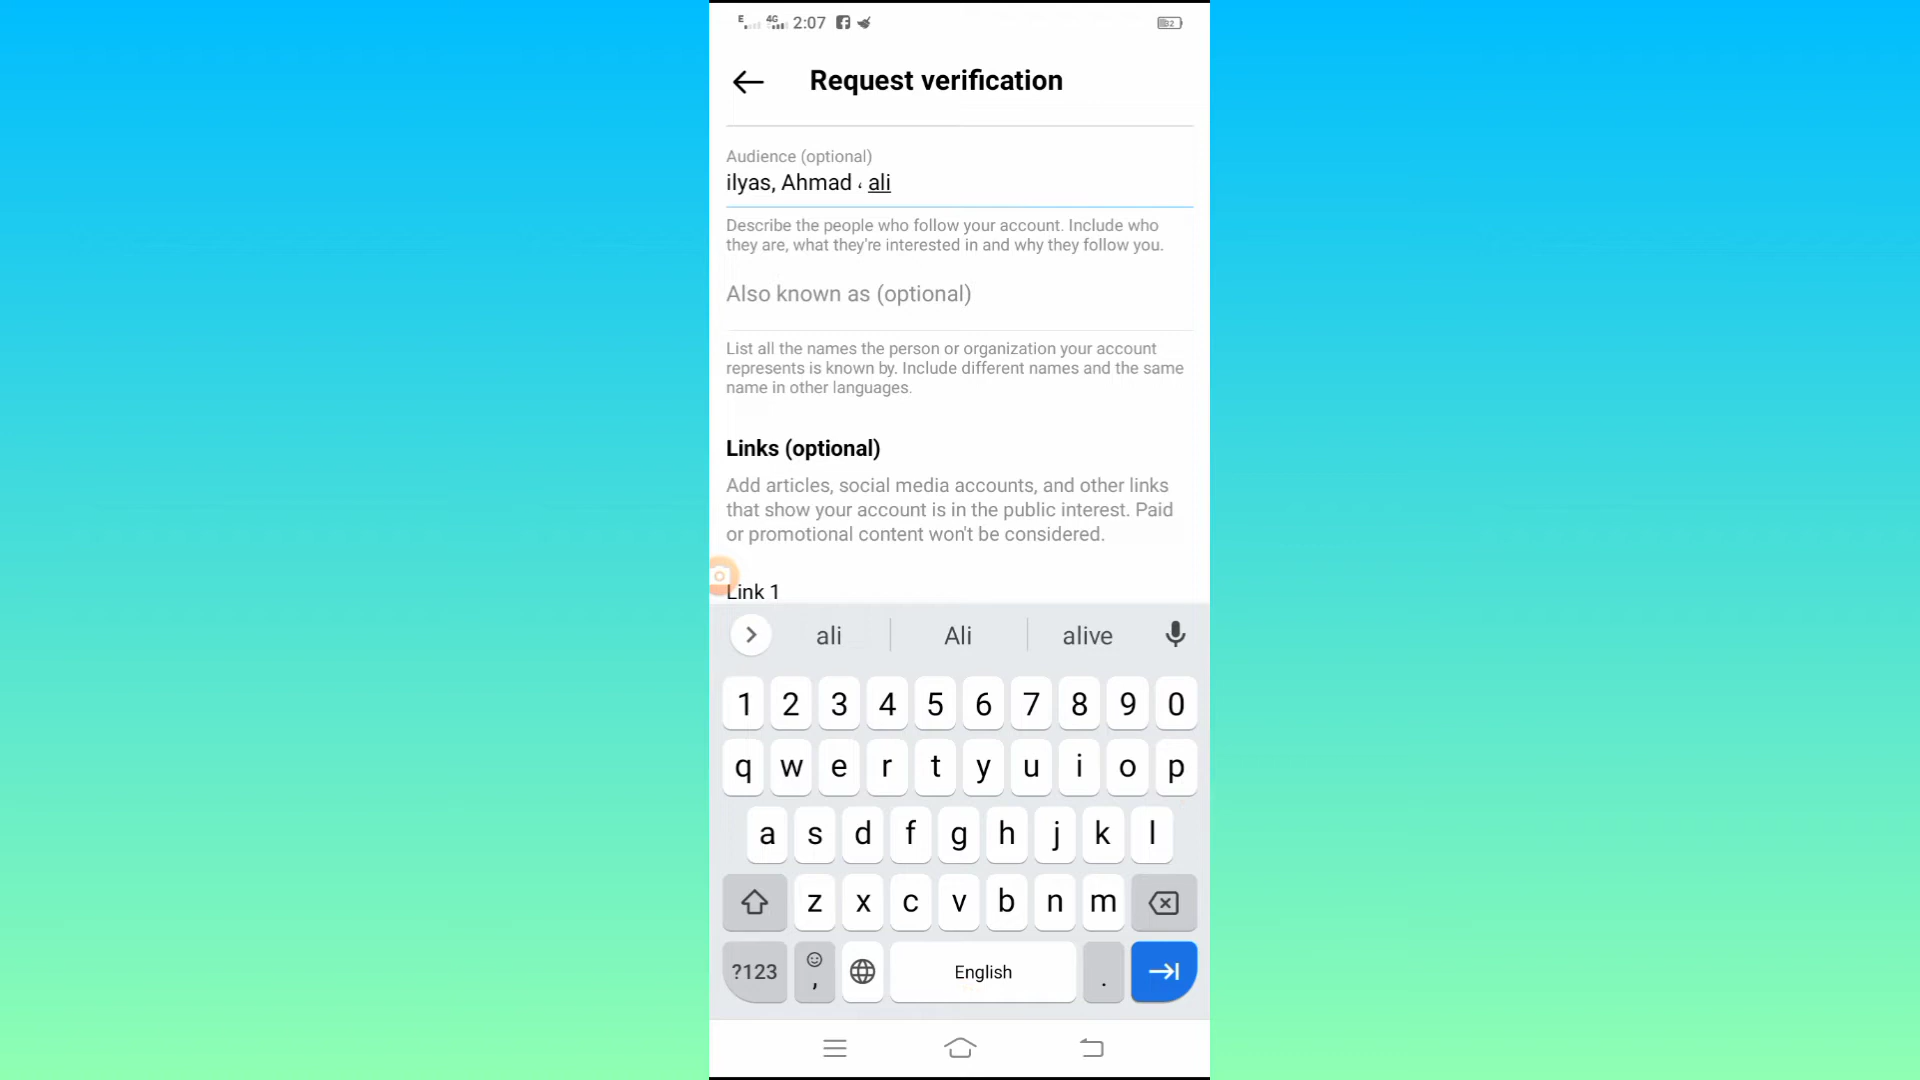 E 4G 2:07 32
Request verification
Audience (optional)
ilyas, Ahmad ، ali
Describe the people who follow your account. Include who
they are, what they're interested in and why they follow you.
Also known as (optional)
List all the names the person or organization your account
represents is known by. Include different names and the same
name in other languages.
Links (optional)
Add articles, social media accounts, and other links
that show your account is in the public interest. Paid
or promotional content won't be considered.
Link 1
ali Ali alive
1 2 3 4 5 6 7 8 9 0
q w e r t y u i o p
a s d f g h j k l
z x c v b n m
?123 , English .